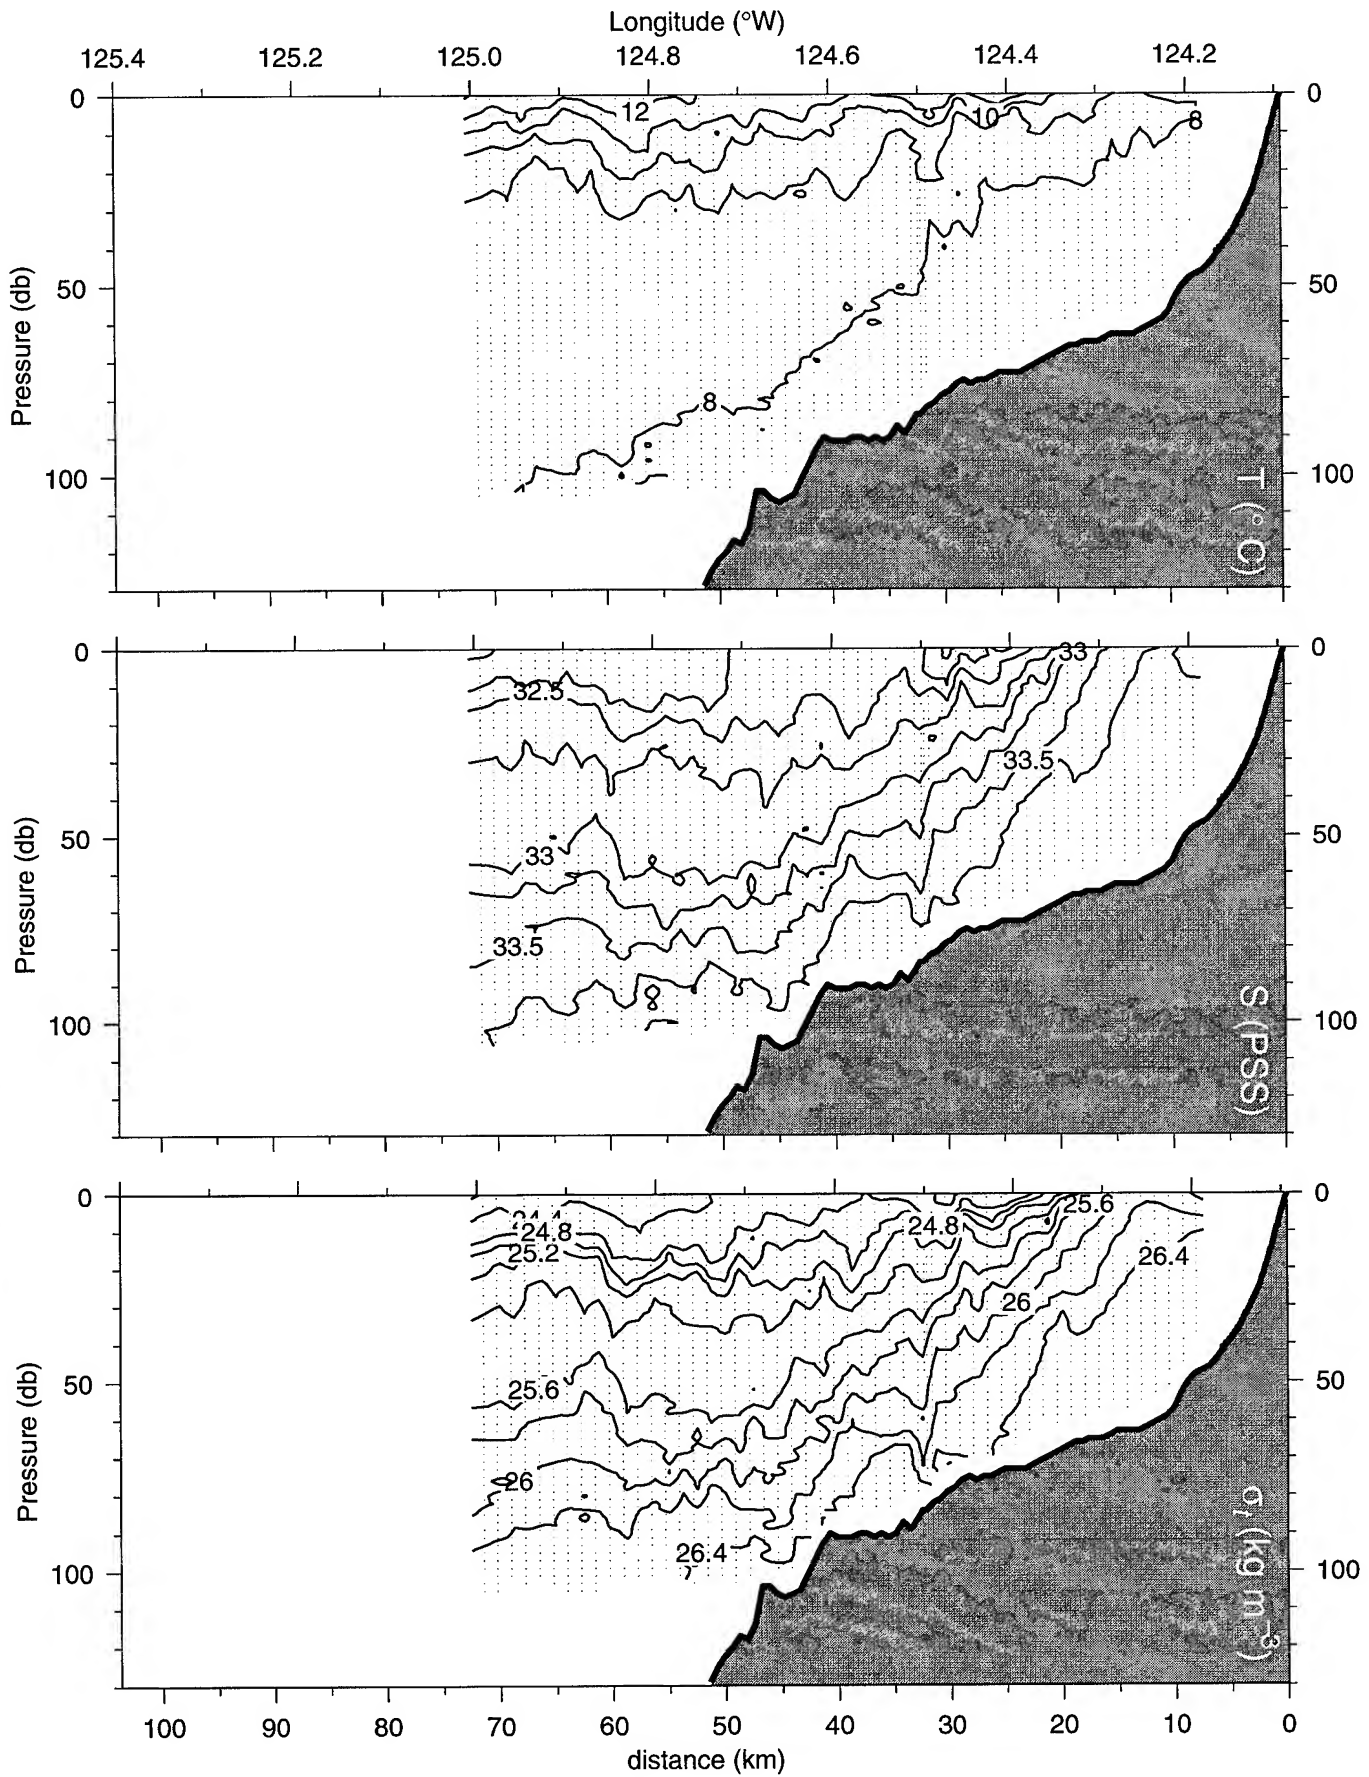 Longitude (°W)
125.4 125.2 125.0 124.8 124.6 124.4 124.2
0 0
12 10 8
Pressure (db)
50 50
8
100 100
T (°C)
0 0
33
32.5
33.5
Pressure (db)
50 50
33
33.5
100 100
S (PSS)
0 0
24.4 25.6
24.8 24.8
25.2 26.4
26
Pressure (db)
50 50
25.6
26
26.4
100 100
σt (kg m⁻³)
100 90 80 70 60 50 40 30 20 10 0
distance (km)